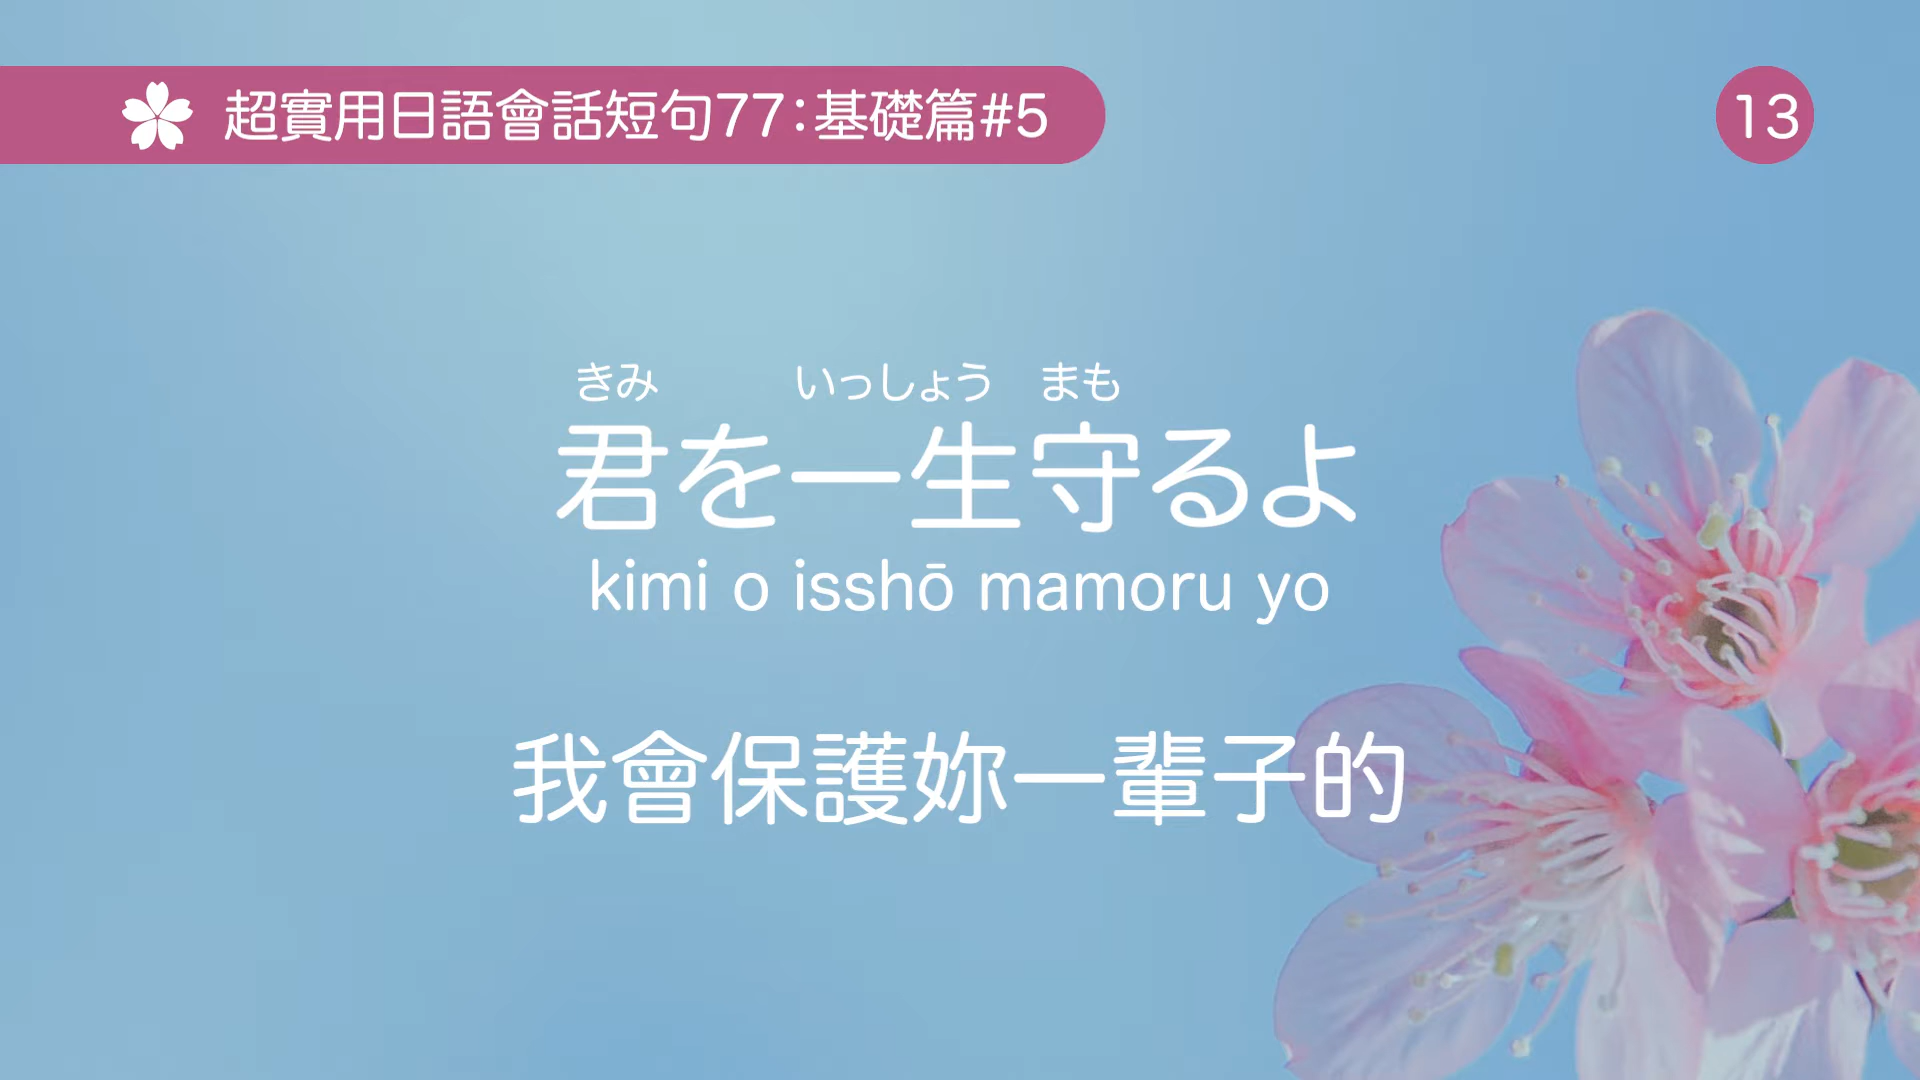 超實用日語會話短句77：基礎篇#5
13
きみ いっしょう まも
君を一生守るよ
kimi o isshō mamoru yo
我會保護妳一輩子的